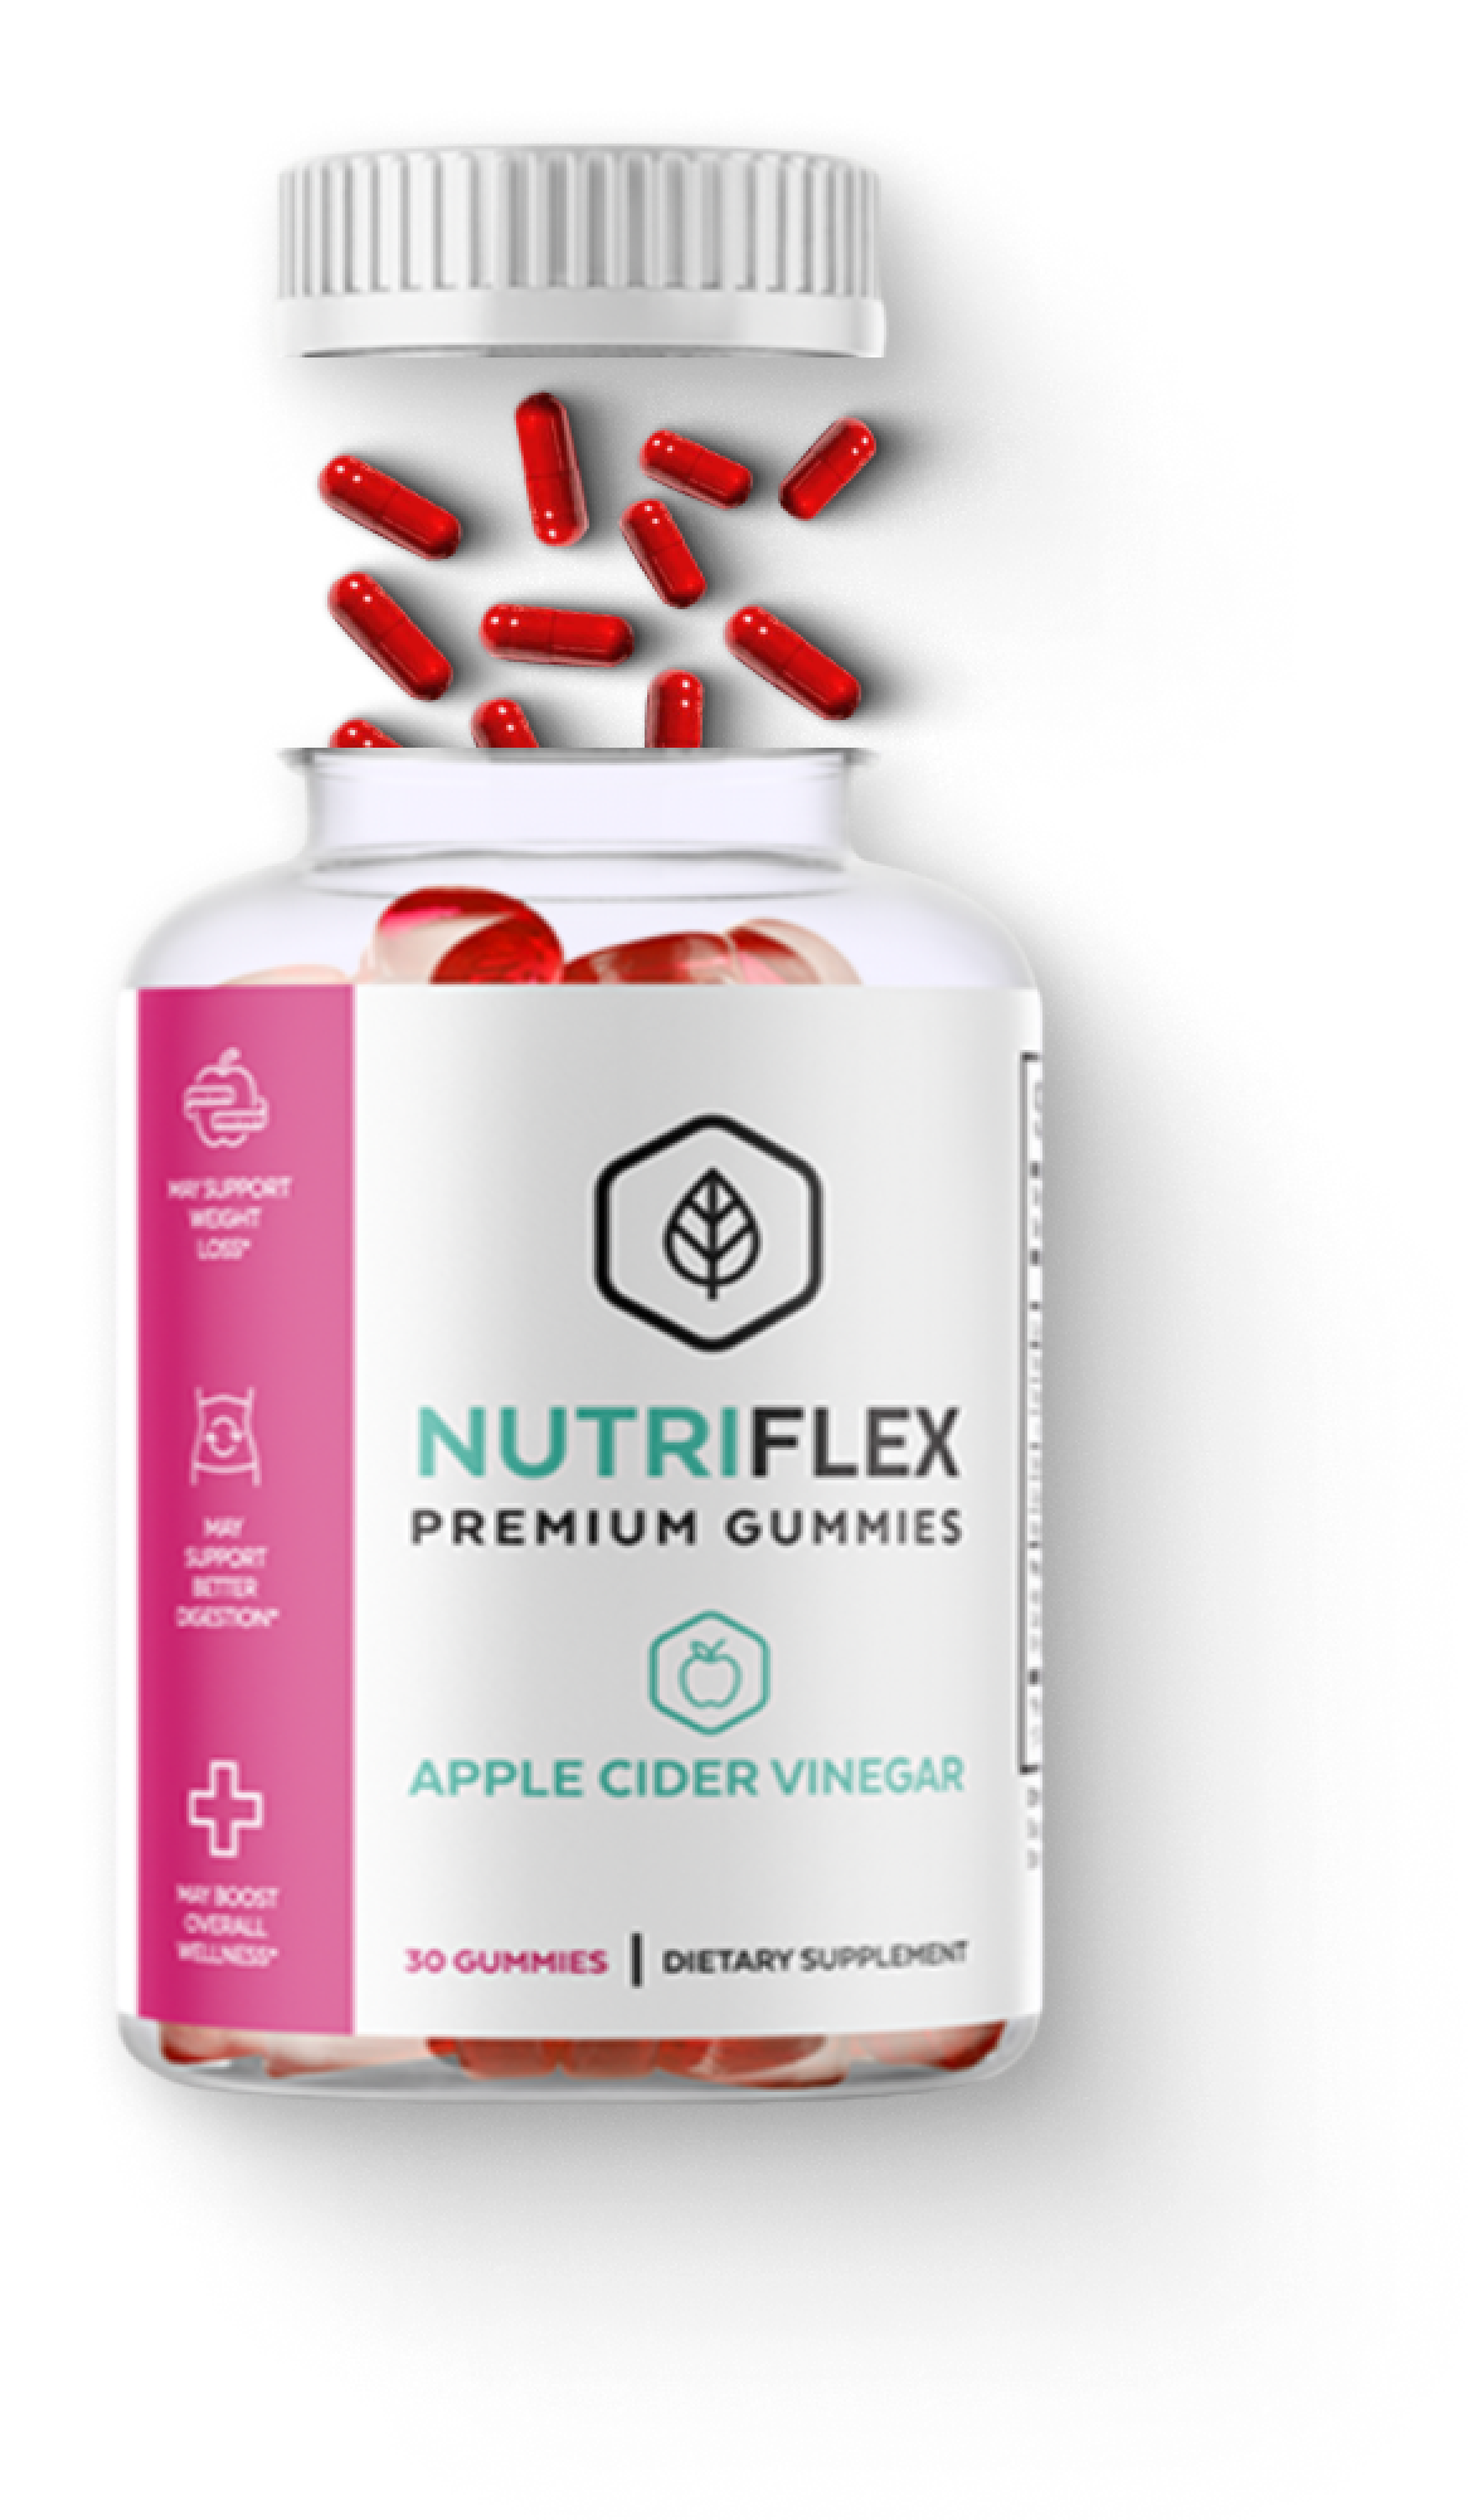 MAY SUPPORT
WEIGHT
LOSS*
MAY
SUPPORT
BETTER
DIGESTION*
MAY BOOST
OVERALL
WELLNESS*
NUTRIFLEX
PREMIUM GUMMIES
APPLE CIDER VINEGAR
30 GUMMIES | DIETARY SUPPLEMENT